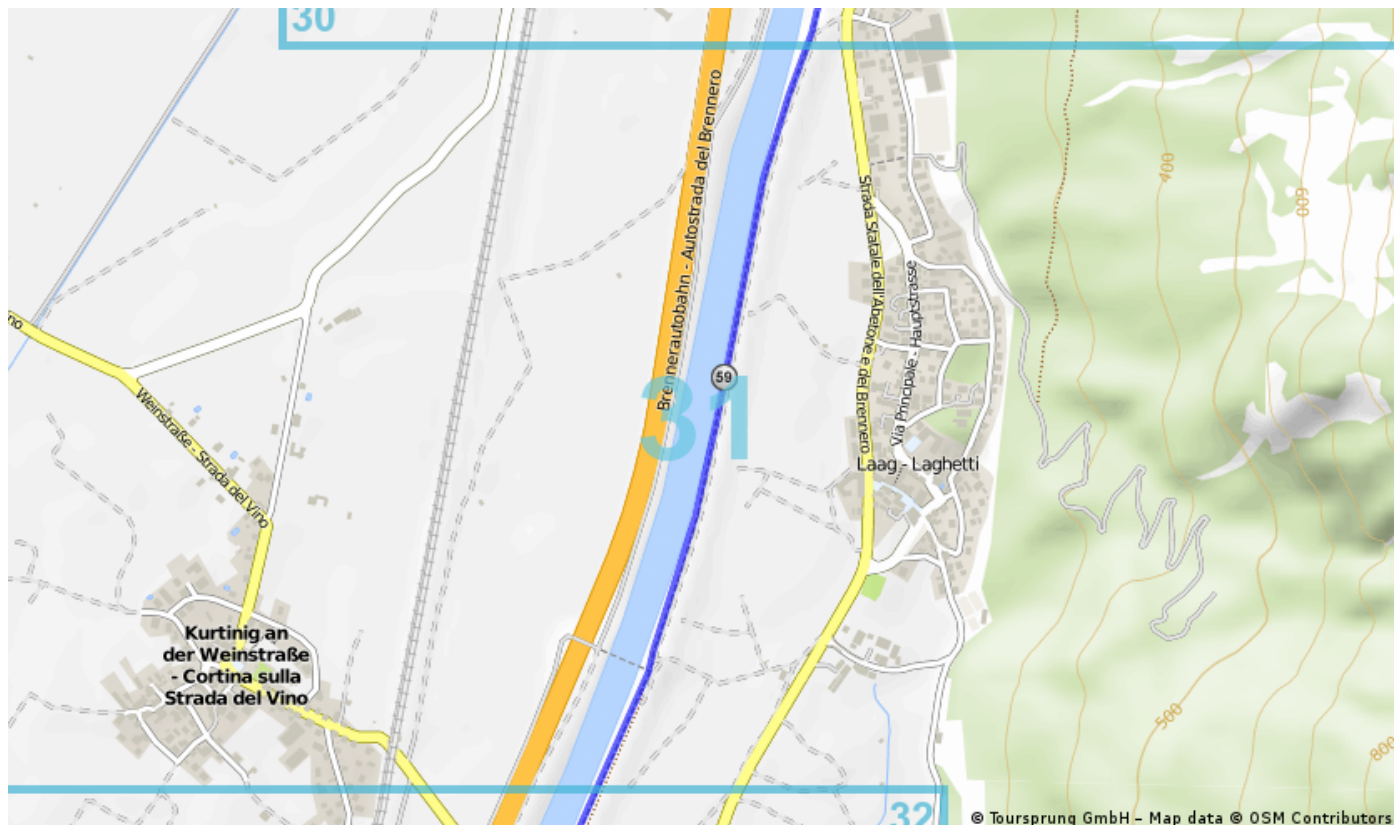 30
Brennerautobahn - Autostrada del Brennero
Strada Statale dell'Abetone e del Brennero
Via Principale - Hauptstrasse
400
600
no
Weinstraße - Strada del Vino
59
31
Laag - Laghetti
Kurtinig an
der Weinstraße
- Cortina sulla
Strada del Vino
500
800
32
© Toursprung GmbH – Map data © OSM Contributors